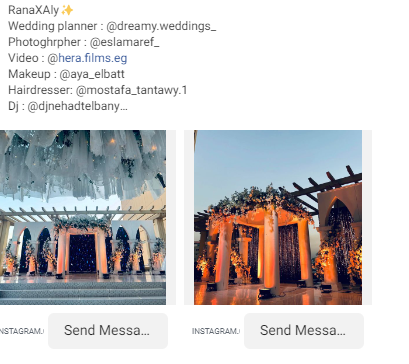 RanaXAly✨
Wedding planner : @dreamy.weddings_
Photoghrpher : @eslamaref_
Video : @hera.films.eg
Makeup : @aya_elbatt
Hairdresser: @mostafa_tantawy.1
Dj : @djnehadtelbany...
INSTAGRAM.
Send Messa...
INSTAGRAM.
Send Messa...